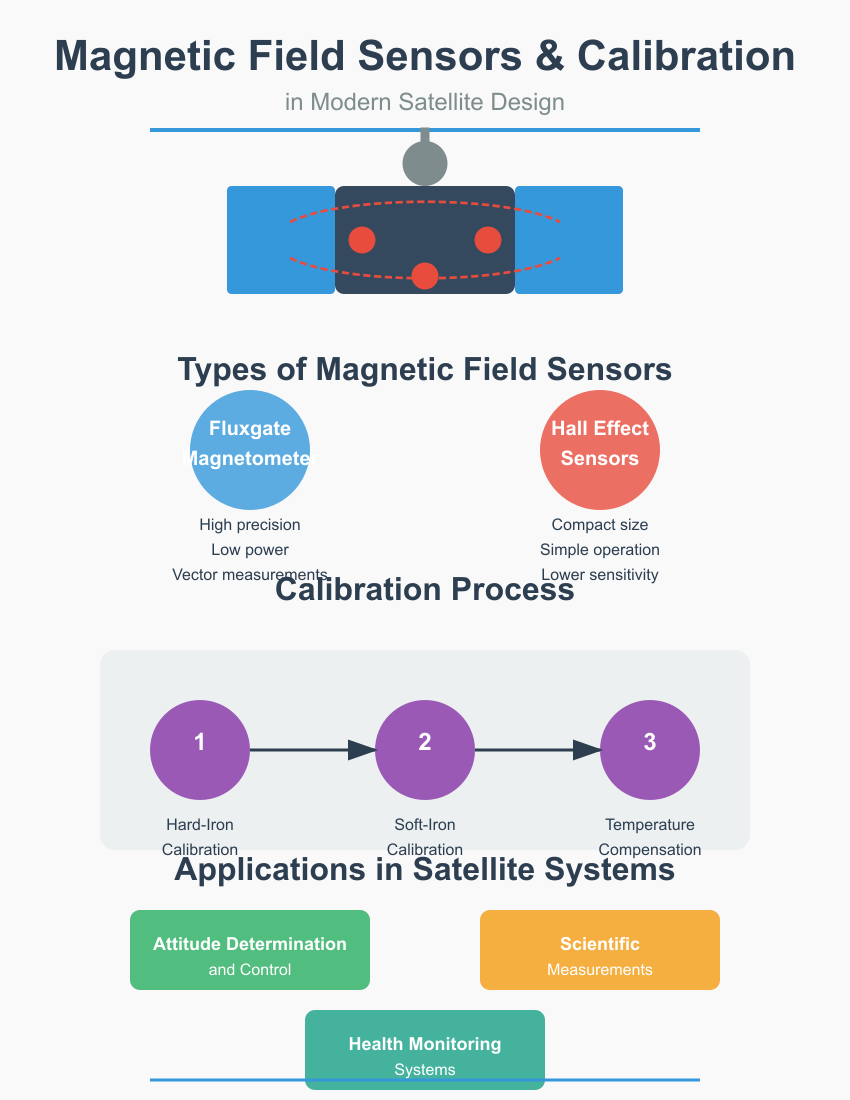 Magnetic Field Sensors & Calibration
in Modern Satellite Design
Types of Magnetic Field Sensors
Fluxgate
Magnetometer
High precision
Low power
Vector measurements
Hall Effect
Sensors
Compact size
Simple operation
Lower sensitivity
Calibration Process
1
Hard-Iron
Calibration
2
Soft-Iron
Calibration
3
Temperature
Compensation
Applications in Satellite Systems
Attitude Determination
and Control
Scientific
Measurements
Health Monitoring
Systems